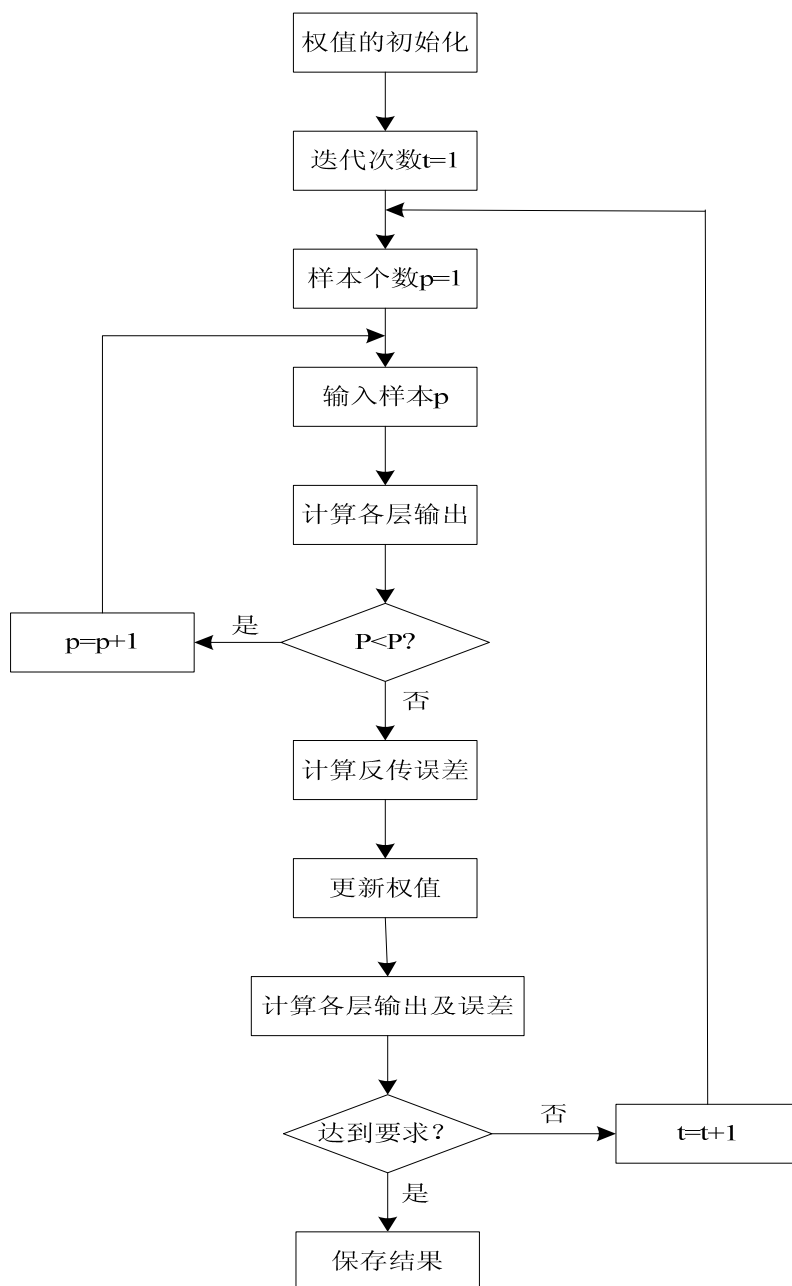 权值的初始化
迭代次数t=1
样本个数p=1
输入样本p
计算各层输出
P<P?
是
p=p+1
否
计算反传误差
更新权值
计算各层输出及误差
达到要求？
否
t=t+1
是
保存结果